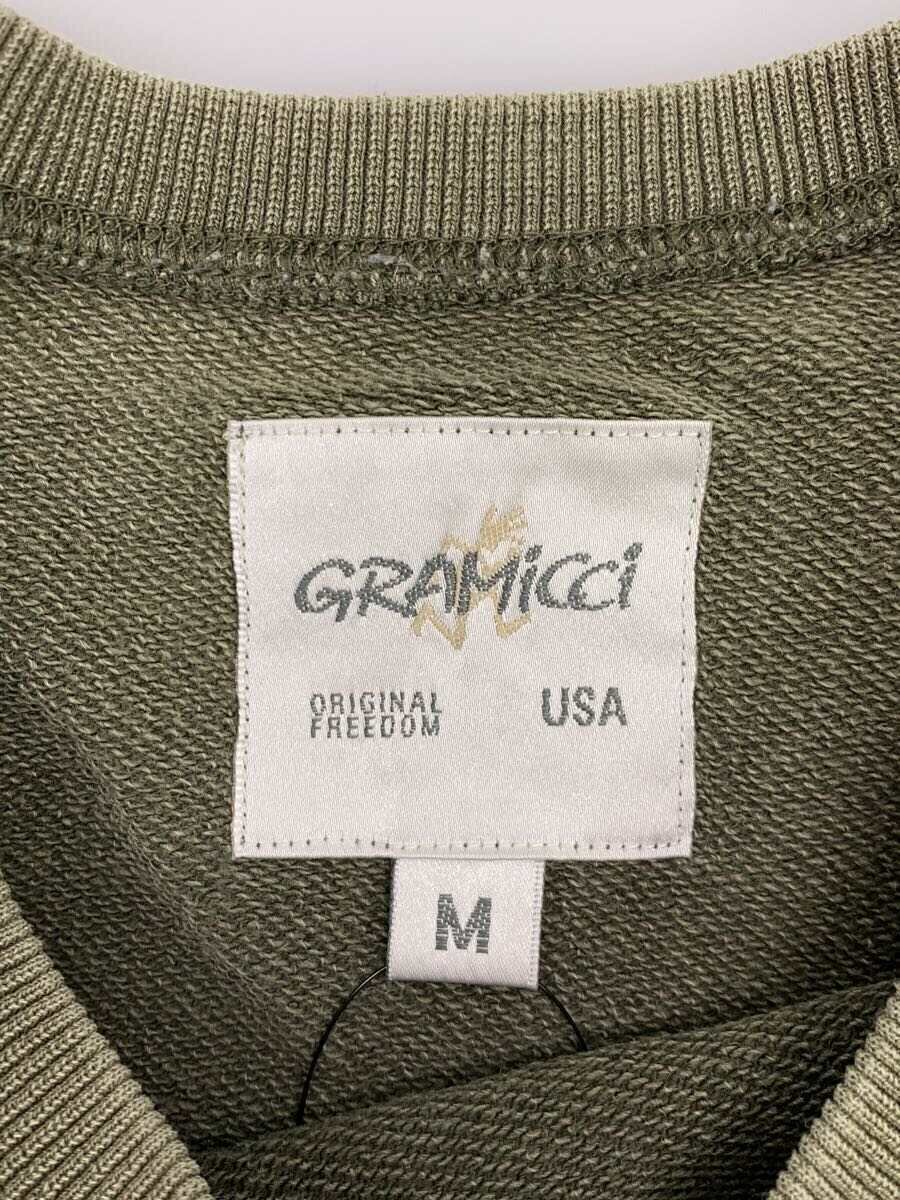 GRAMiCCi
ORIGINAL
FREEDOM
USA
M